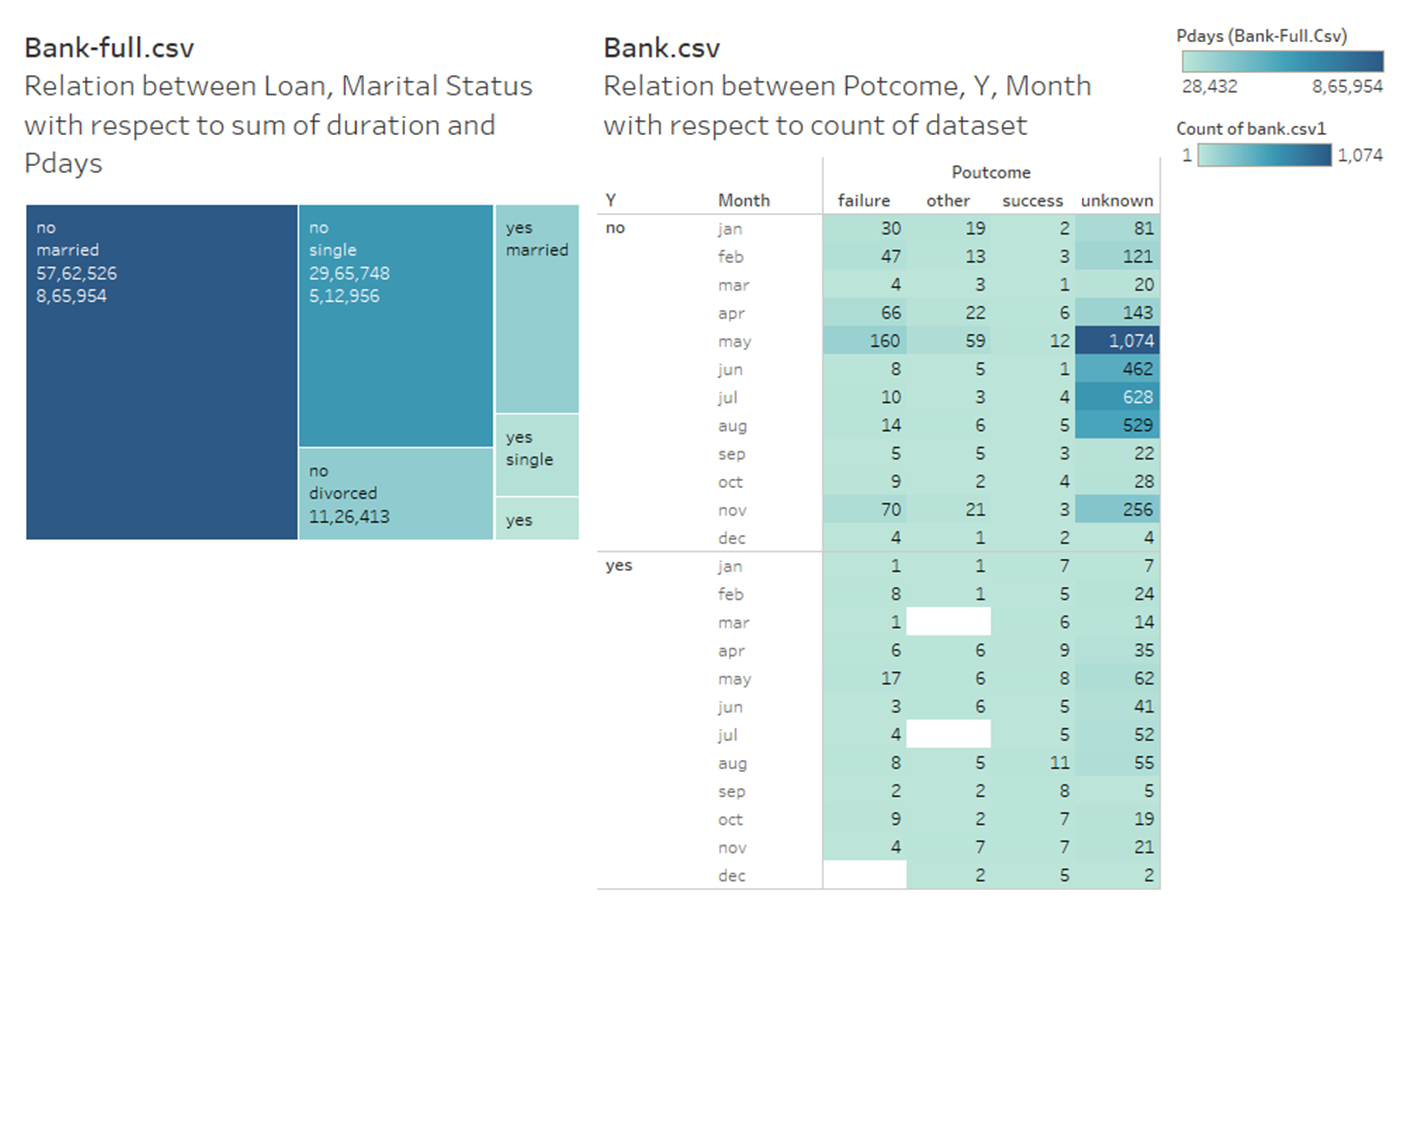 Bank-full.csv
Relation between Loan, Marital Status
with respect to sum of duration and
Pdays
no
married
57,62,526
8,65,954
no
single
29,65,748
5,12,956
no
divorced
11,26,413
yes
married
yes
single
yes
Bank.csv
Relation between Potcome, Y, Month
with respect to count of dataset
Poutcome
Y Month failure other success unknown
no jan 30 19 2 81
feb 47 13 3 121
mar 4 3 1 20
apr 66 22 6 143
may 160 59 12 1,074
jun 8 5 1 462
jul 10 3 4 628
aug 14 6 5 529
sep 5 5 3 22
oct 9 2 4 28
nov 70 21 3 256
dec 4 1 2 4
yes jan 1 1 7 7
feb 8 1 5 24
mar 1 6 14
apr 6 6 9 35
may 17 6 8 62
jun 3 6 5 41
jul 4 5 52
aug 8 5 11 55
sep 2 2 8 5
oct 9 2 7 19
nov 4 7 7 21
dec 2 5 2
Pdays (Bank-Full.Csv)
28,432 8,65,954
Count of bank.csv1
1 1,074